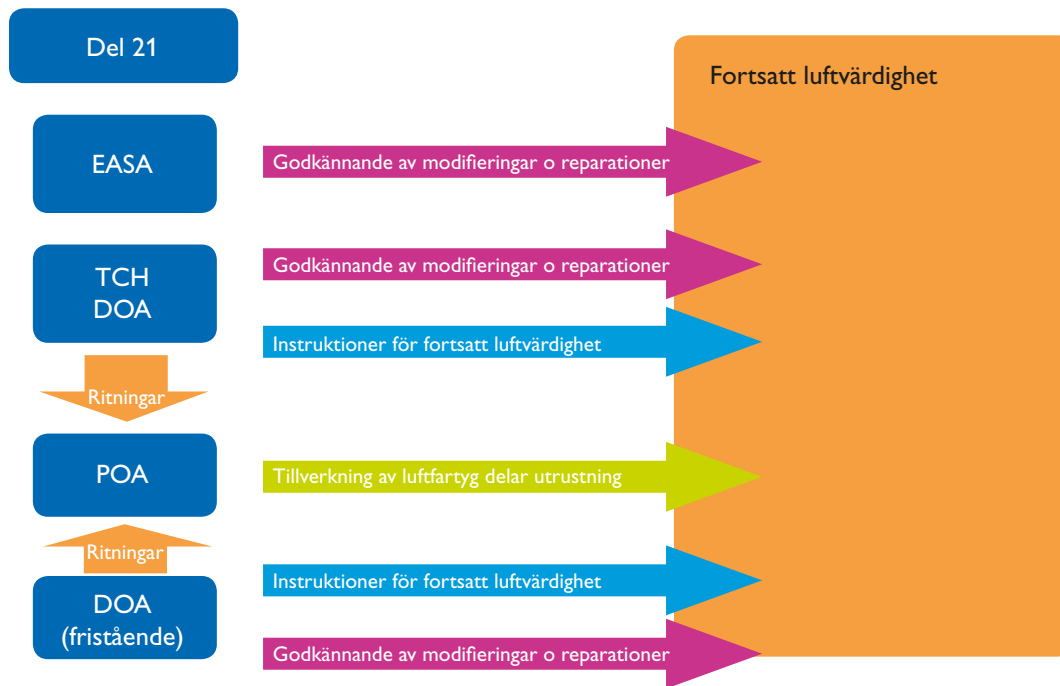 Del 21
Fortsatt luftvärdighet
EASA
Godkännande av modifieringar o reparationer
TCH
DOA
Godkännande av modifieringar o reparationer
Instruktioner för fortsatt luftvärdighet
Ritningar
POA
Tillverkning av luftfartyg delar utrustning
Ritningar
DOA
(fristående)
Instruktioner för fortsatt luftvärdighet
Godkännande av modifieringar o reparationer